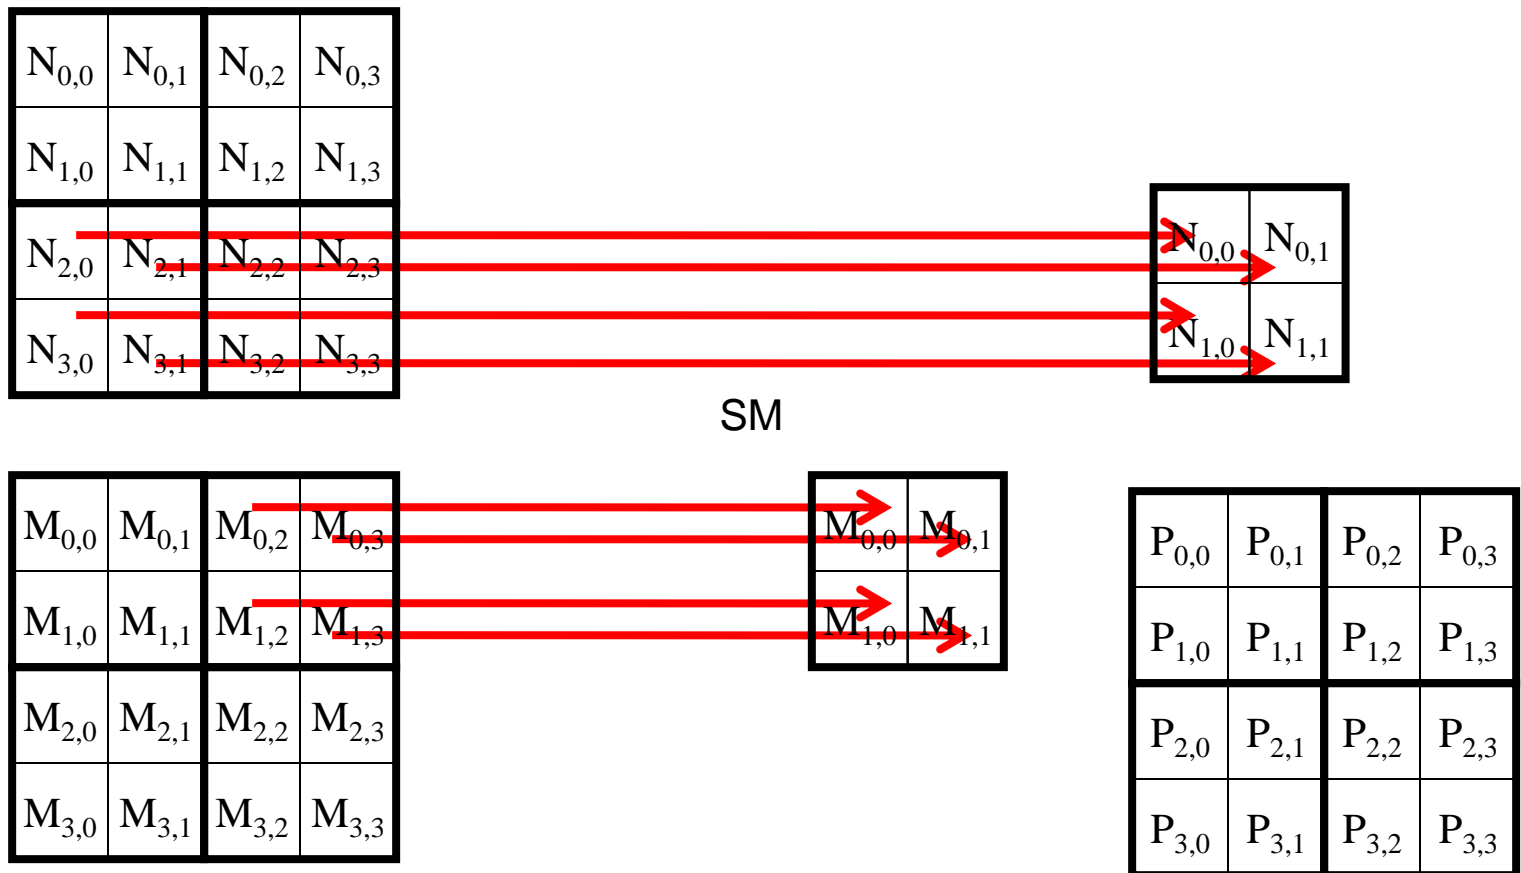 N0,0 N0,1 N0,2 N0,3
N1,0 N1,1 N1,2 N1,3
N2,0 N2,1 N2,2 N2,3
N3,0 N3,1 N3,2 N3,3
N0,0 N0,1
N1,0 N1,1
SM
M0,0 M0,1 M0,2 M0,3
M1,0 M1,1 M1,2 M1,3
M2,0 M2,1 M2,2 M2,3
M3,0 M3,1 M3,2 M3,3
M0,0 M0,1
M1,0 M1,1
P0,0 P0,1 P0,2 P0,3
P1,0 P1,1 P1,2 P1,3
P2,0 P2,1 P2,2 P2,3
P3,0 P3,1 P3,2 P3,3